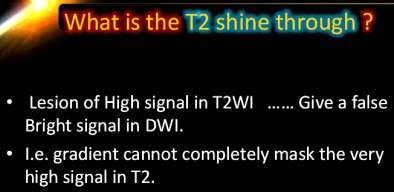 What is the T2 shine through ?
• Lesion of High signal in T2WI ...... Give a false
Bright signal in DWI.
• I.e. gradient cannot completely mask the very
high signal in T2.